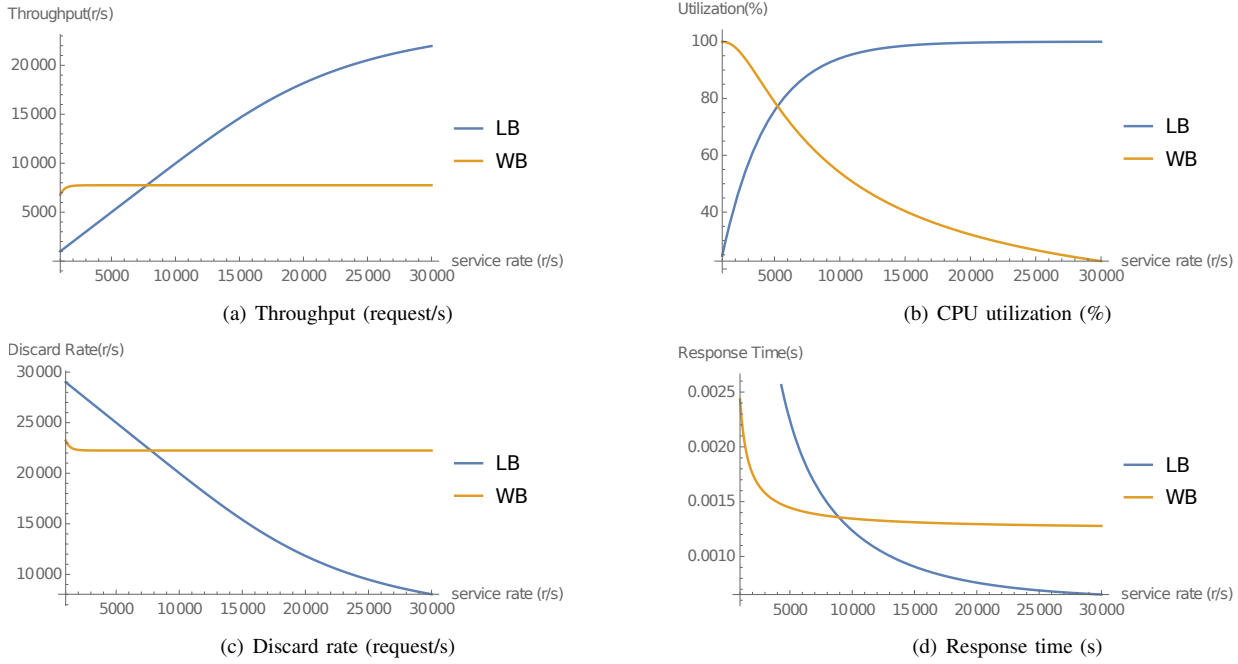 Throughput(r/s)
20 000
15 000
10 000
5000
5000 10 000 15 000 20 000 25 000 30 000
service rate (r/s)
LB
WB
(a) Throughput (request/s)
Utilization(%)
100
80
60
40
5000 10 000 15 000 20 000 25 000 30 000
service rate (r/s)
LB
WB
(b) CPU utilization (%)
Discard Rate(r/s)
30 000
25 000
20 000
15 000
10 000
5000 10 000 15 000 20 000 25 000 30 000
service rate (r/s)
LB
WB
(c) Discard rate (request/s)
Response Time(s)
0.0025
0.0020
0.0015
0.0010
5000 10 000 15 000 20 000 25 000 30 000
service rate (r/s)
LB
WB
(d) Response time (s)